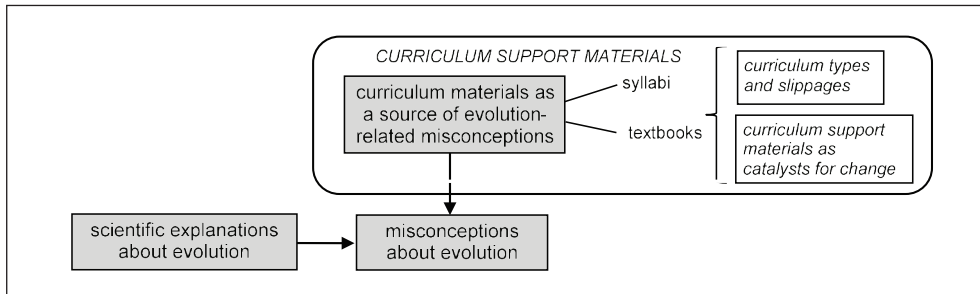 CURRICULUM SUPPORT MATERIALS
curriculum materials as
a source of evolution-
related misconceptions
syllabi
textbooks
curriculum types
and slippages
curriculum support
materials as
catalysts for change
scientific explanations
about evolution
misconceptions
about evolution